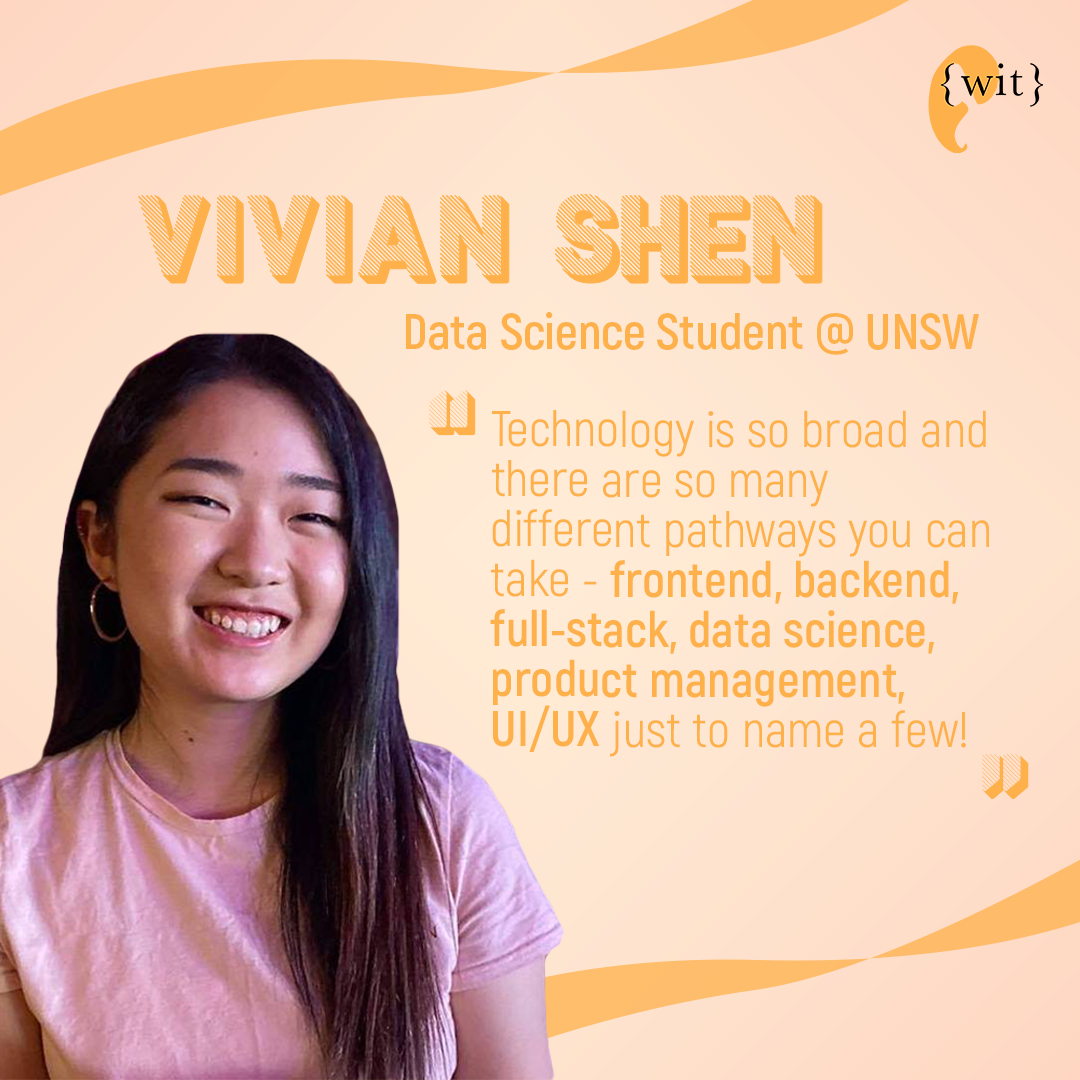 {wit}
VIVIAN SHEN
Data Science Student @ UNSW
"Technology is so broad and
there are so many
different pathways you can
take - frontend, backend,
full-stack, data science,
product management,
UI/UX just to name a few!"